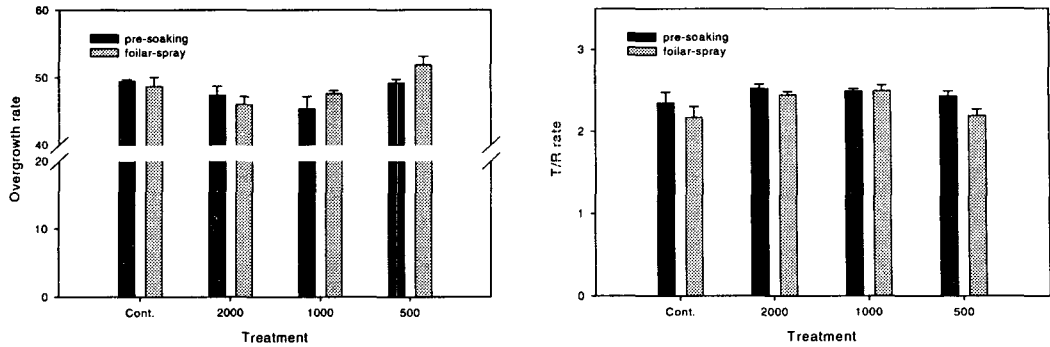 60
50
40
20
10
0
Overgrowth rate
pre-soaking
foilar-spray
Cont. 2000 1000 500
Treatment
3
2
1
0
T/R rate
pre-soaking
foilar-spray
Cont. 2000 1000 500
Treatment